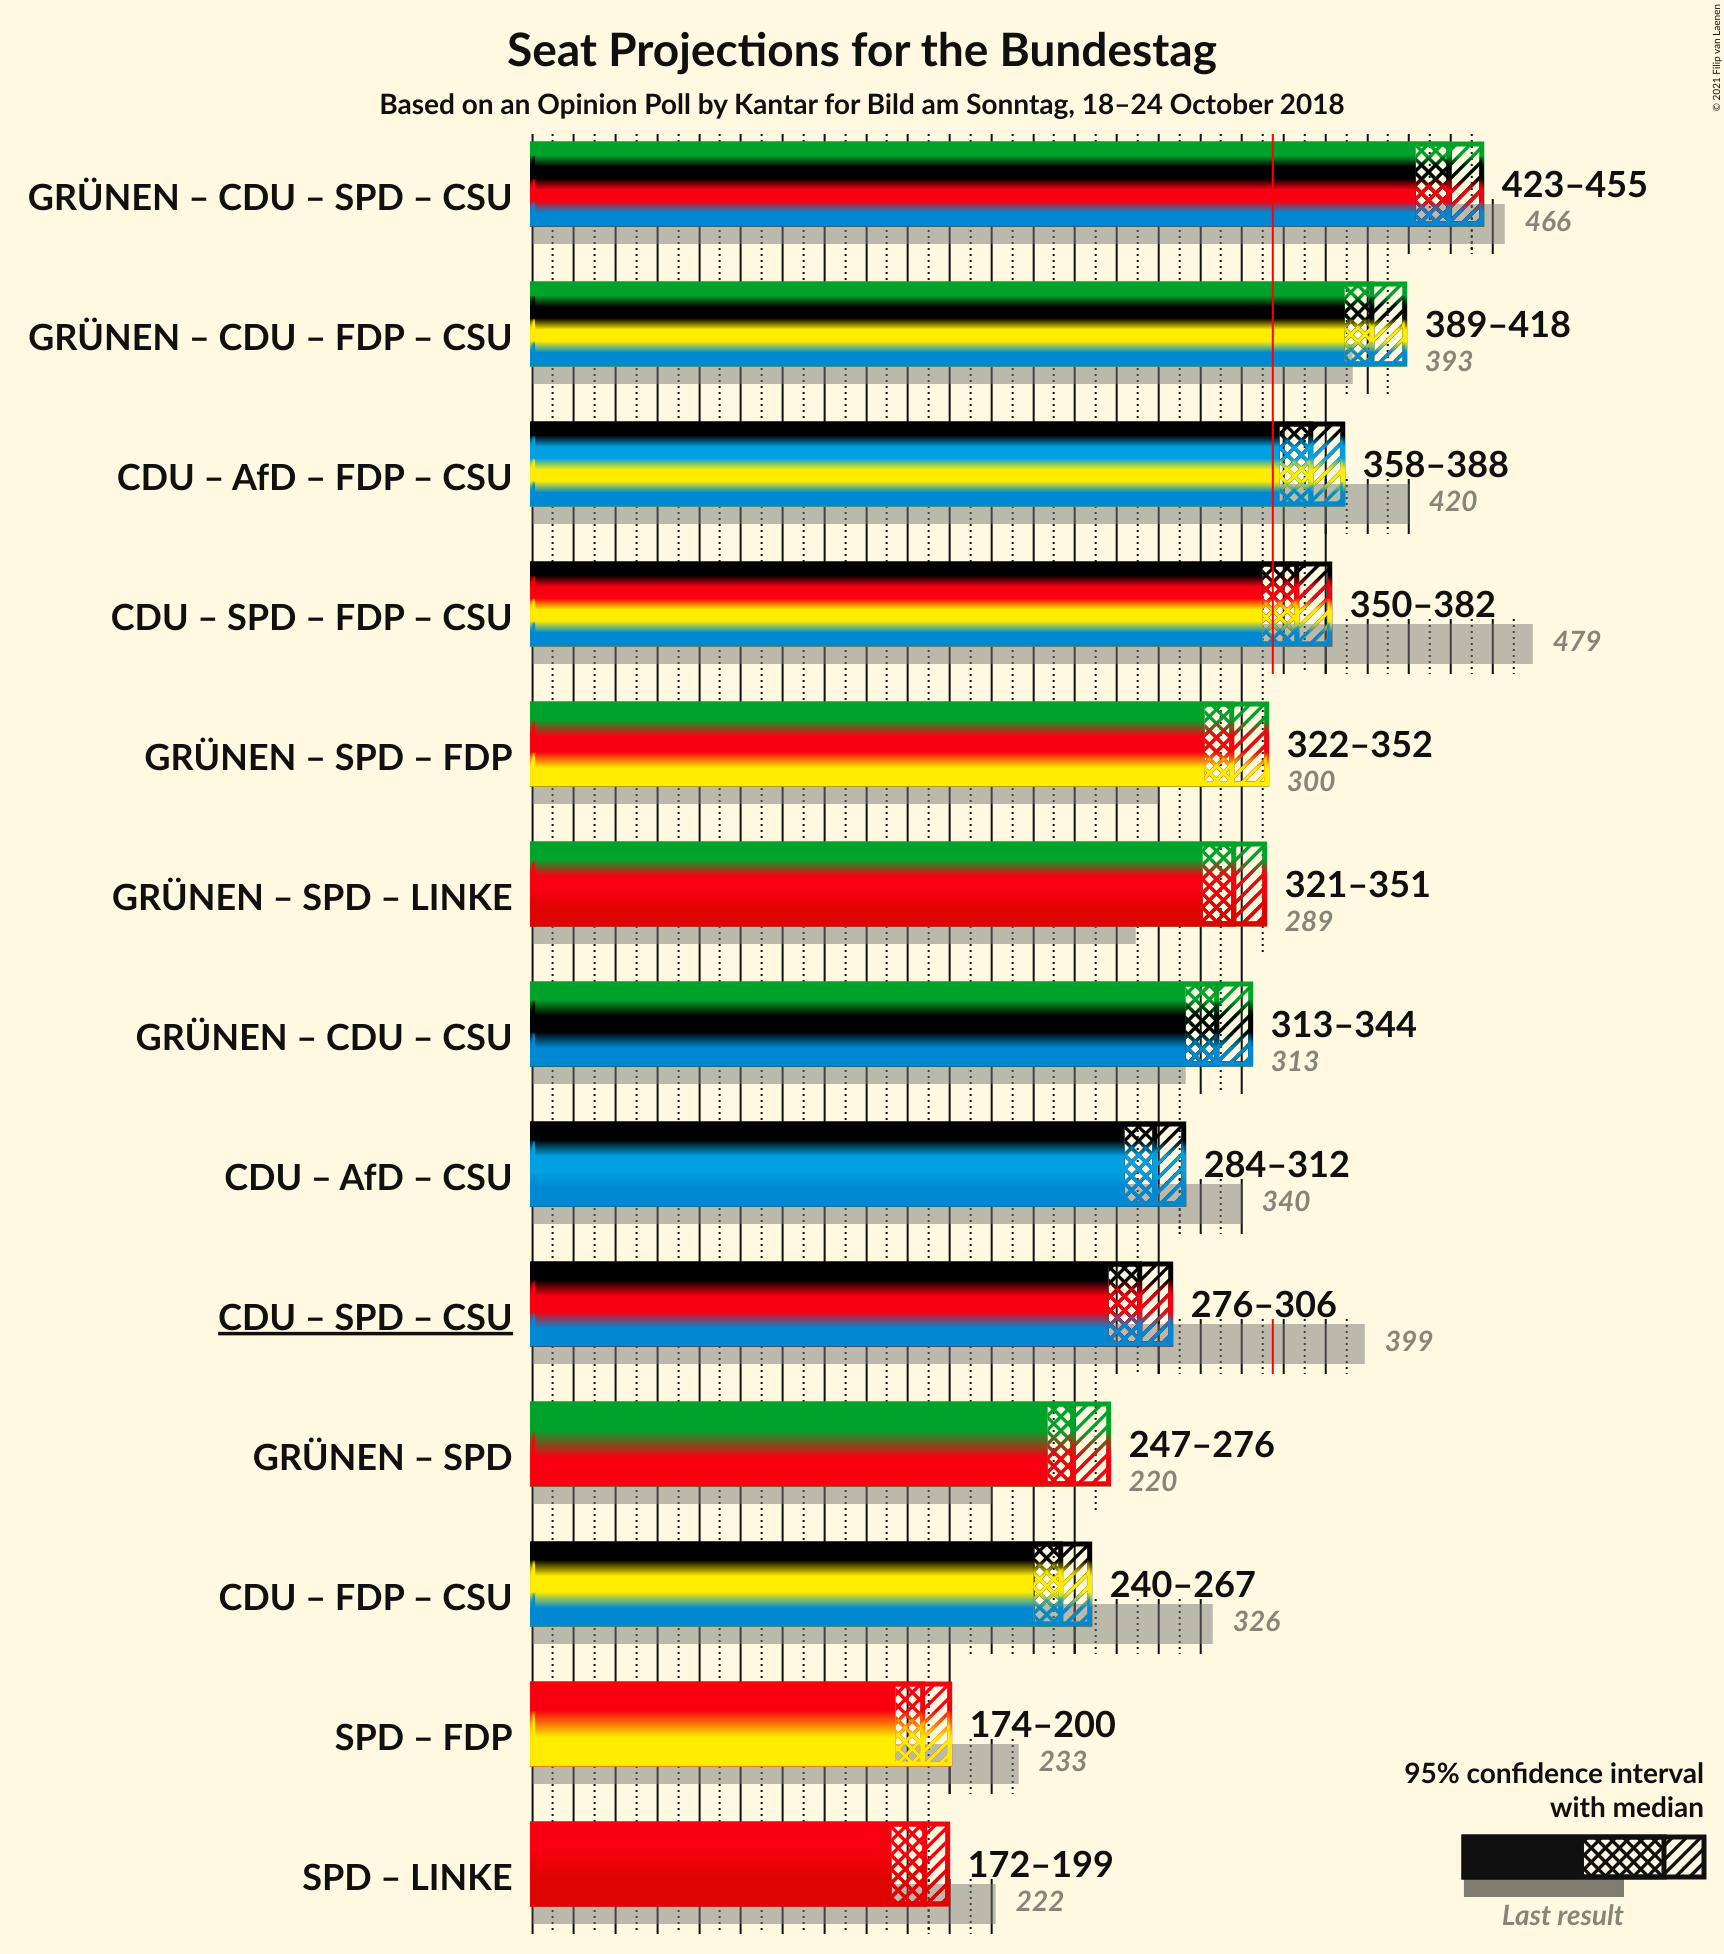 Seat Projections for the Bundestag
Based on an Opinion Poll by Kantar for Bild am Sonntag, 18–24 October 2018
© 2021 Filip van Laenen
GRÜNEN – CDU – SPD – CSU
423–455
466
GRÜNEN – CDU – FDP – CSU
389–418
393
CDU – AfD – FDP – CSU
358–388
420
CDU – SPD – FDP – CSU
350–382
479
GRÜNEN – SPD – FDP
322–352
300
GRÜNEN – SPD – LINKE
321–351
289
GRÜNEN – CDU – CSU
313–344
313
CDU – AfD – CSU
284–312
340
CDU – SPD – CSU
276–306
399
GRÜNEN – SPD
247–276
220
CDU – FDP – CSU
240–267
326
SPD – FDP
174–200
233
SPD – LINKE
172–199
222
95% confidence interval
with median
Last result